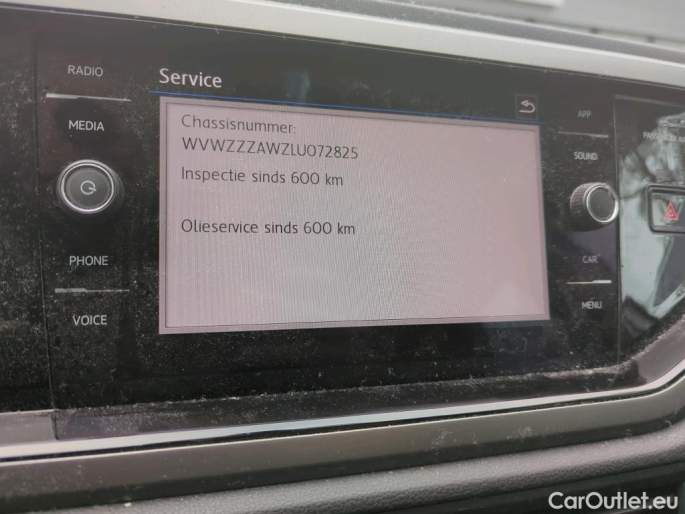 RADIO
Service
APP
MEDIA
Chassisnummer:
WVWZZZAWZLU072825
SOUND
Inspectie sinds 600 km
Olieservice sinds 600 km
PHONE
CAR
MENU
VOICE
CarOutlet.eu